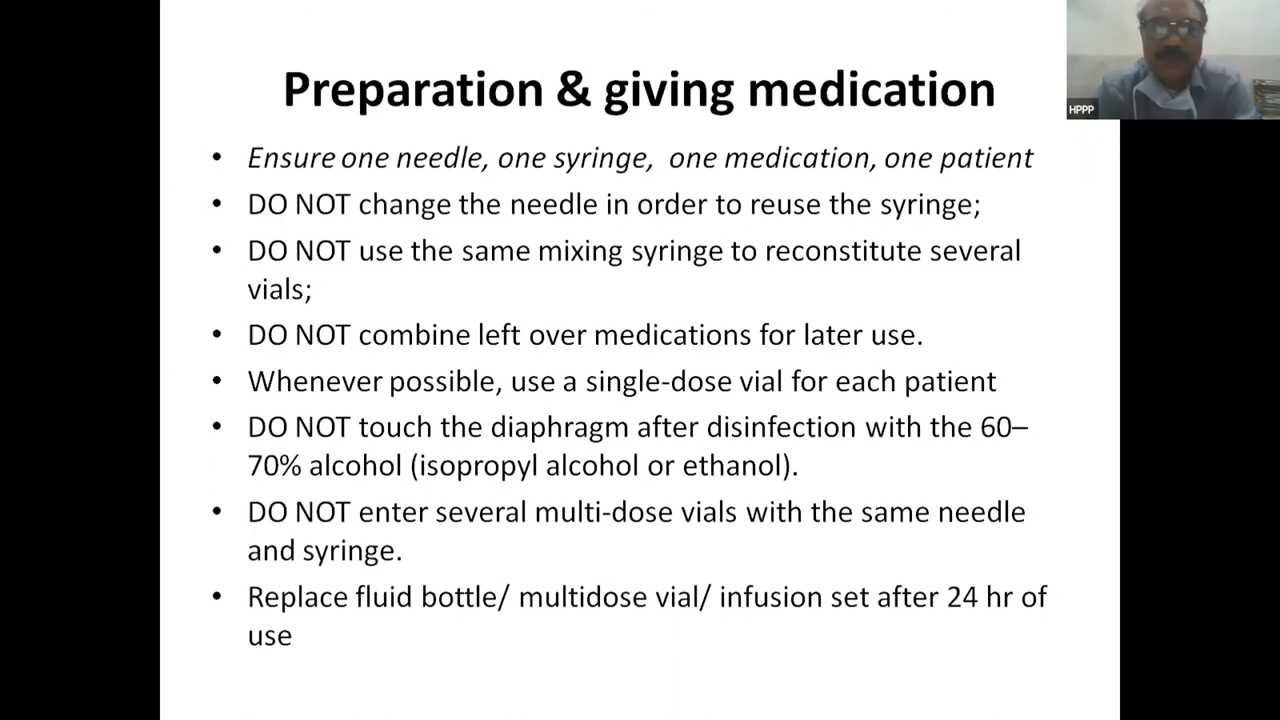 Preparation & giving medication
HPPP
• Ensure one needle, one syringe,  one medication, one patient
• DO NOT change the needle in order to reuse the syringe;
• DO NOT use the same mixing syringe to reconstitute several
vials;
• DO NOT combine left over medications for later use.
• Whenever possible, use a single-dose vial for each patient
• DO NOT touch the diaphragm after disinfection with the 60–
70% alcohol (isopropyl alcohol or ethanol).
• DO NOT enter several multi-dose vials with the same needle
and syringe.
• Replace fluid bottle/ multidose vial/ infusion set after 24 hr of
use